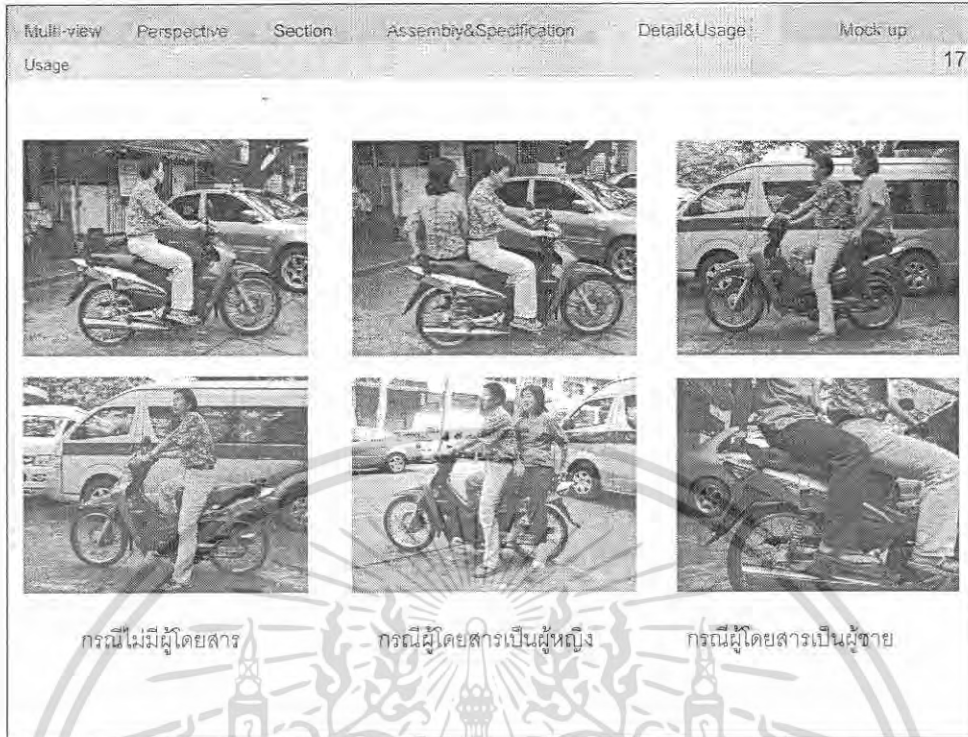 Multi-view Perspective Section Assembly&Specification Detail&Usage Mock up
Usage 17
กรณีไม่มีผู้โดยสาร กรณีผู้โดยสารเป็นผู้หญิง กรณีผู้โดยสารเป็นผู้ชาย